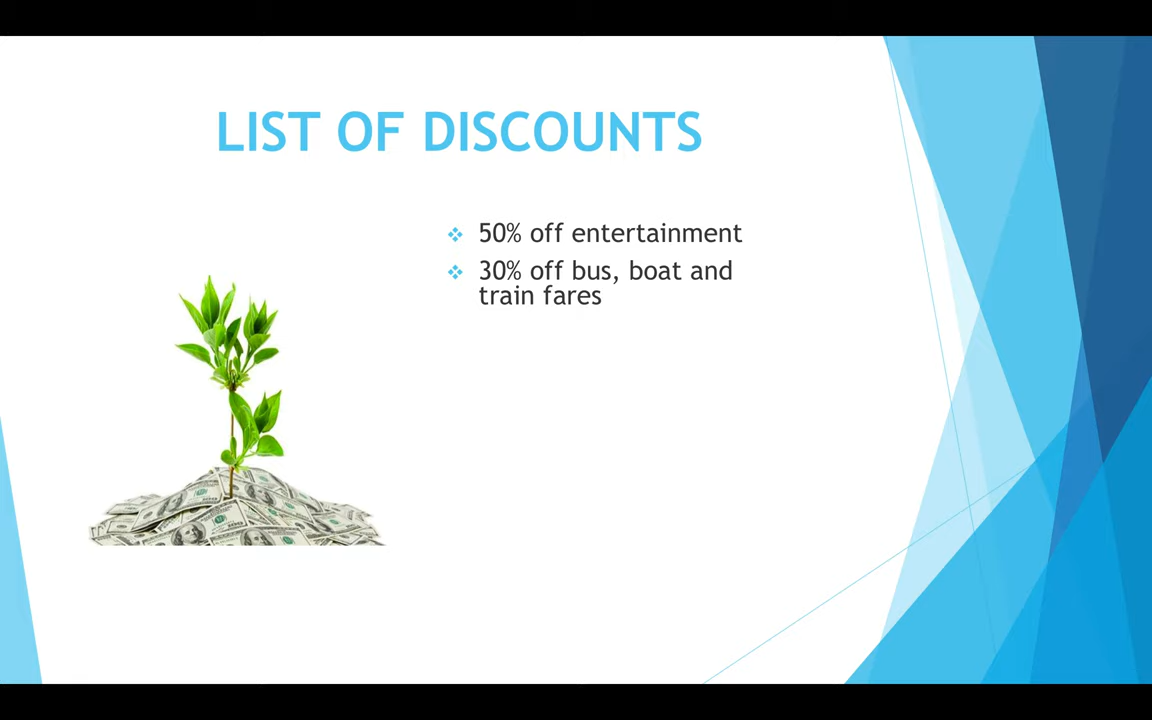 LIST OF DISCOUNTS
❖ 50% off entertainment
❖ 30% off bus, boat and
train fares